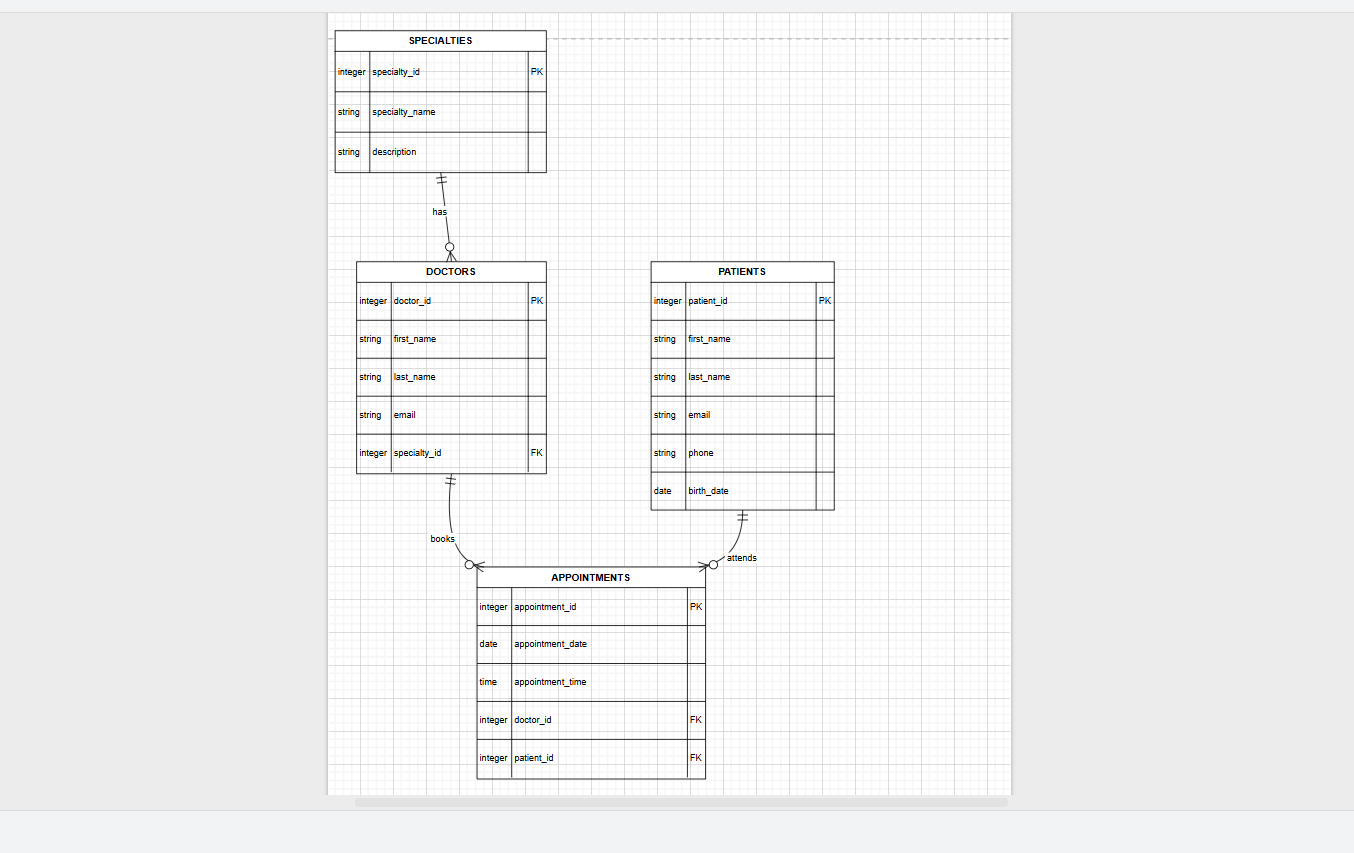 SPECIALTIES
integer specialty_id PK
string specialty_name
string description
has
DOCTORS
integer doctor_id PK
string first_name
string last_name
string email
integer specialty_id FK
PATIENTS
integer patient_id PK
string first_name
string last_name
string email
string phone
date birth_date
books
attends
APPOINTMENTS
integer appointment_id PK
date appointment_date
time appointment_time
integer doctor_id FK
integer patient_id FK